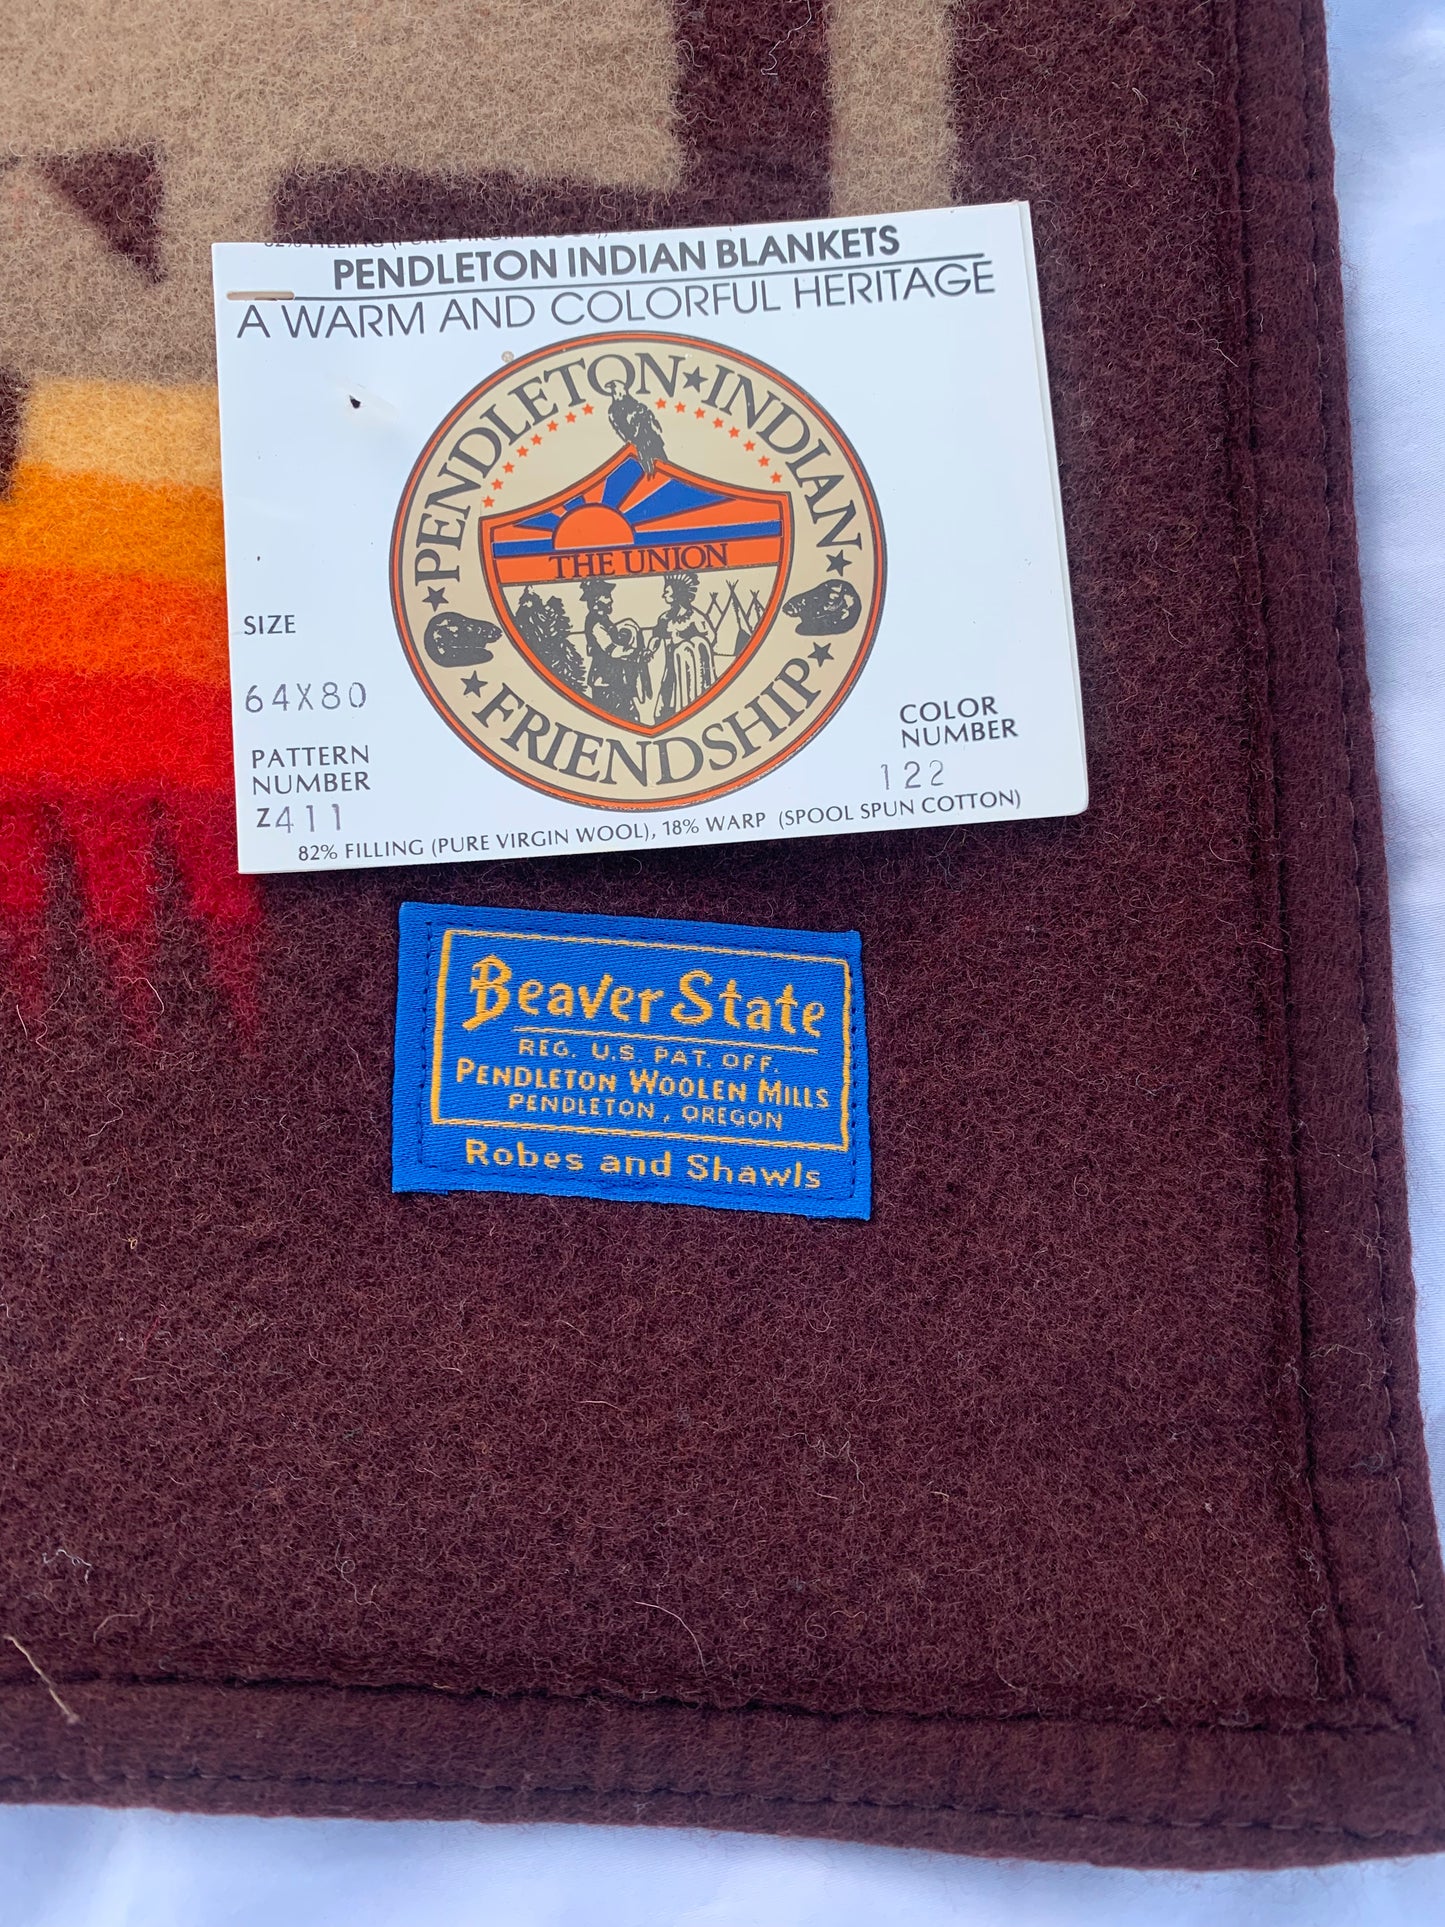 PENDLETON INDIAN BLANKETS
A WARM AND COLORFUL HERITAGE
PENDLETON★INDIAN
★FRIENDSHIP★
THE UNION
SIZE
64X80
PATTERN
NUMBER
Z411
COLOR
NUMBER
122
82% FILLING (PURE VIRGIN WOOL), 18% WARP (SPOOL SPUN COTTON)
Beaver State
REG. U.S. PAT. OFF.
PENDLETON WOOLEN MILLS
PENDLETON, OREGON
Robes and Shawls